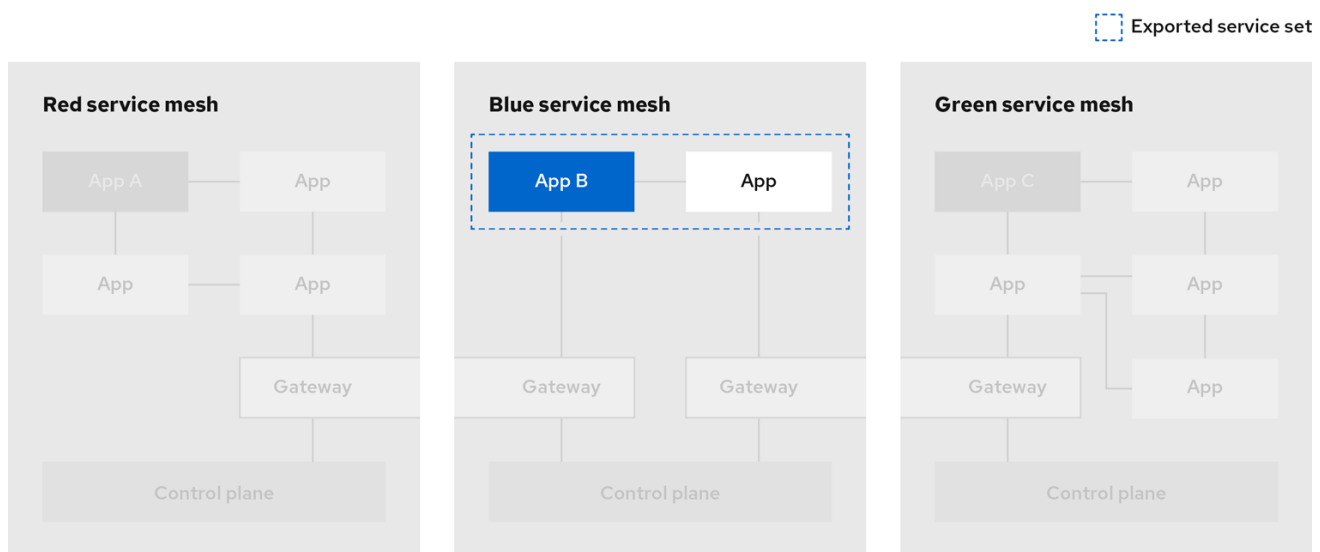 Exported service set
Red service mesh
App A
App
App
App
Gateway
Control plane
Blue service mesh
App B
App
Gateway
Gateway
Control plane
Green service mesh
App C
App
App
App
Gateway
App
Control plane